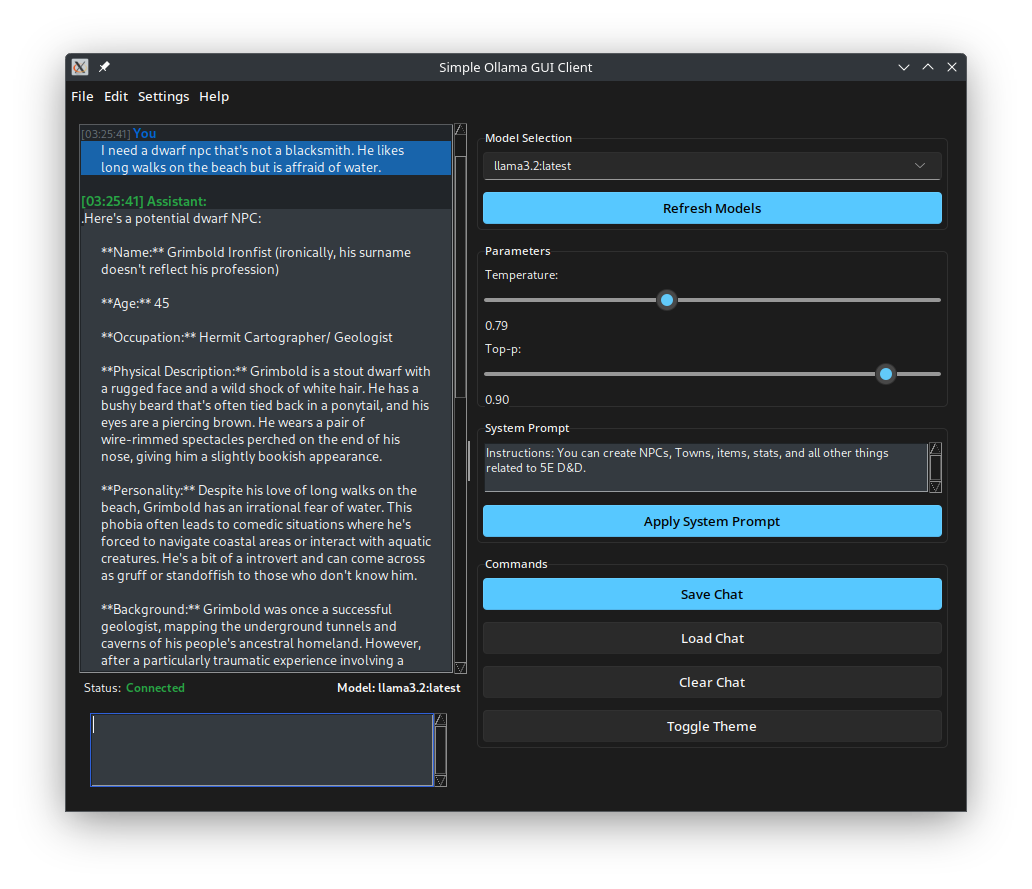 Simple Ollama GUI Client
File Edit Settings Help
[03:25:41] You
I need a dwarf npc that's not a blacksmith. He likes
long walks on the beach but is affraid of water.
[03:25:41] Assistant:
.Here's a potential dwarf NPC:
**Name:** Grimbold Ironfist (ironically, his surname
doesn't reflect his profession)
**Age:** 45
**Occupation:** Hermit Cartographer/ Geologist
**Physical Description:** Grimbold is a stout dwarf with
a rugged face and a wild shock of white hair. He has a
bushy beard that's often tied back in a ponytail, and his
eyes are a piercing brown. He wears a pair of
wire-rimmed spectacles perched on the end of his
nose, giving him a slightly bookish appearance.
**Personality:** Despite his love of long walks on the
beach, Grimbold has an irrational fear of water. This
phobia often leads to comedic situations where he's
forced to navigate coastal areas or interact with aquatic
creatures. He's a bit of a introvert and can come across
as gruff or standoffish to those who don't know him.
**Background:** Grimbold was once a successful
geologist, mapping the underground tunnels and
caverns of his people's ancestral homeland. However,
after a particularly traumatic experience involving a
Status: Connected
Model: llama3.2:latest
Model Selection
llama3.2:latest
Refresh Models
Parameters
Temperature:
0.79
Top-p:
0.90
System Prompt
Instructions: You can create NPCs, Towns, items, stats, and all other things
related to 5E D&D.
Apply System Prompt
Commands
Save Chat
Load Chat
Clear Chat
Toggle Theme